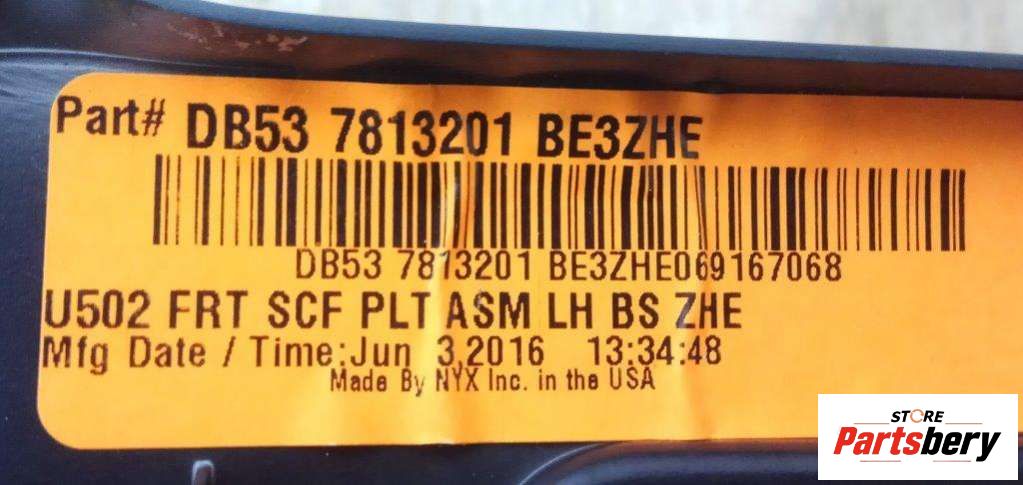 Part# DB53 7813201 BE3ZHE
DB53 7813201 BE3ZHE069167068
U502 FRT SCF PLT ASM LH BS ZHE
Mfg Date / Time:Jun 3,2016 13:34:48
Made By NYX Inc. in the USA
STORE
Partsbery